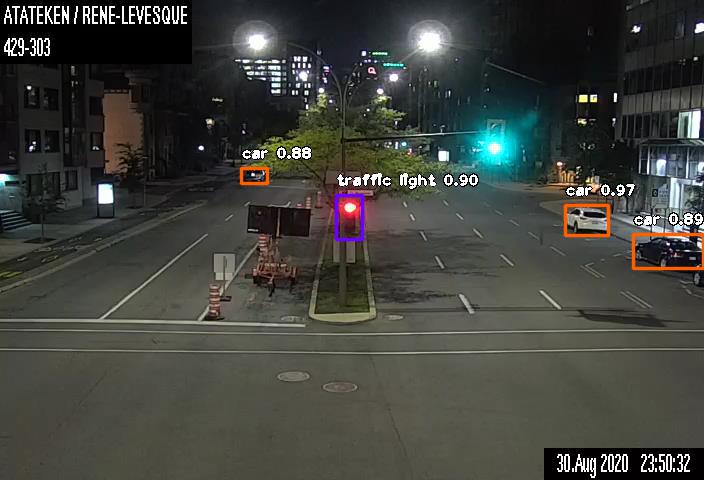 ATATEKEN / RENE-LEVESQUE
429-303
car 0.88
traffic light 0.90
car 0.97
car 0.89
30.Aug 2020 23:50:32